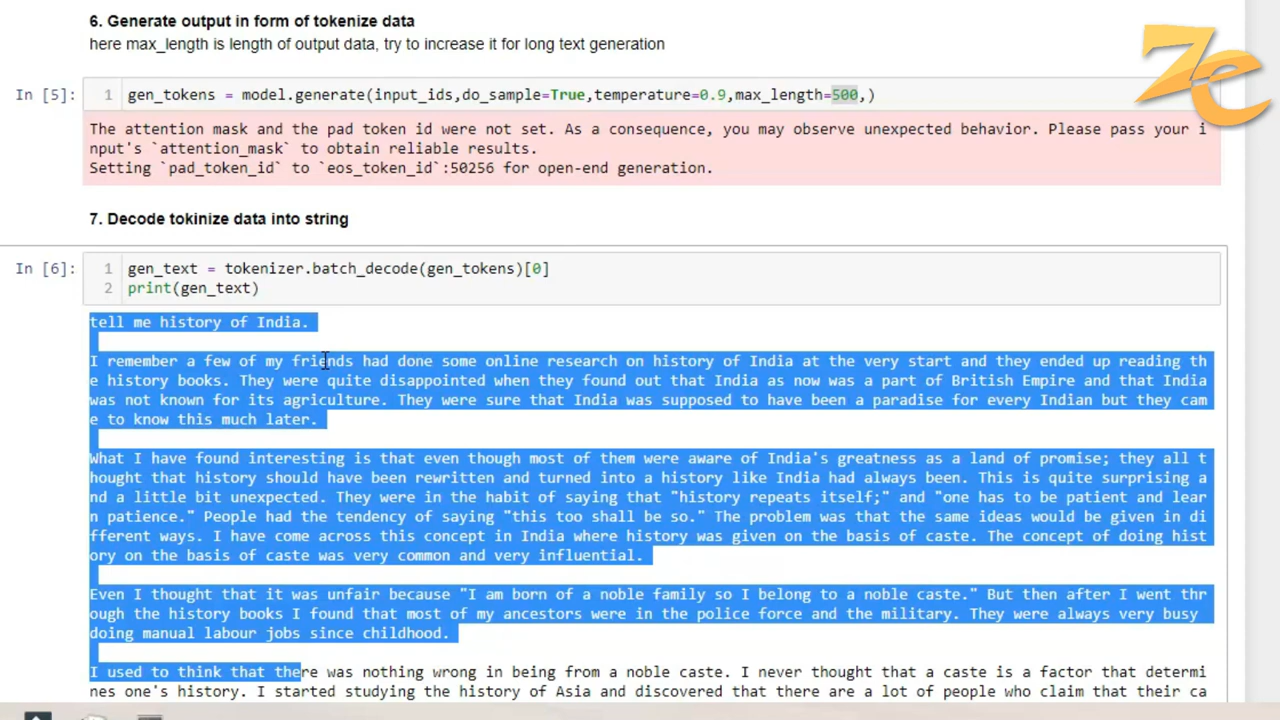 6. Generate output in form of tokenize data
here max_length is length of output data, try to increase it for long text generation
In [5]: 1 gen_tokens = model.generate(input_ids,do_sample=True,temperature=0.9,max_length=500,)
The attention mask and the pad token id were not set. As a consequence, you may observe unexpected behavior. Please pass your i
nput's `attention_mask` to obtain reliable results.
Setting `pad_token_id` to `eos_token_id`:50256 for open-end generation.
7. Decode tokinize data into string
In [6]: 1 gen_text = tokenizer.batch_decode(gen_tokens)[0]
2 print(gen_text)
tell me history of India.
I remember a few of my friends had done some online research on history of India at the very start and they ended up reading th
e history books. They were quite disappointed when they found out that India as now was a part of British Empire and that India
was not known for its agriculture. They were sure that India was supposed to have been a paradise for every Indian but they cam
e to know this much later.
What I have found interesting is that even though most of them were aware of India's greatness as a land of promise; they all t
hought that history should have been rewritten and turned into a history like India had always been. This is quite surprising a
nd a little bit unexpected. They were in the habit of saying that "history repeats itself;" and "one has to be patient and lear
n patience." People had the tendency of saying "this too shall be so." The problem was that the same ideas would be given in di
fferent ways. I have come across this concept in India where history was given on the basis of caste. The concept of doing hist
ory on the basis of caste was very common and very influential.
Even I thought that it was unfair because "I am born of a noble family so I belong to a noble caste." But then after I went thr
ough the history books I found that most of my ancestors were in the police force and the military. They were always very busy
doing manual labour jobs since childhood.
I used to think that there was nothing wrong in being from a noble caste. I never thought that a caste is a factor that determi
nes one's history. I started studying the history of Asia and discovered that there are a lot of people who claim that their ca